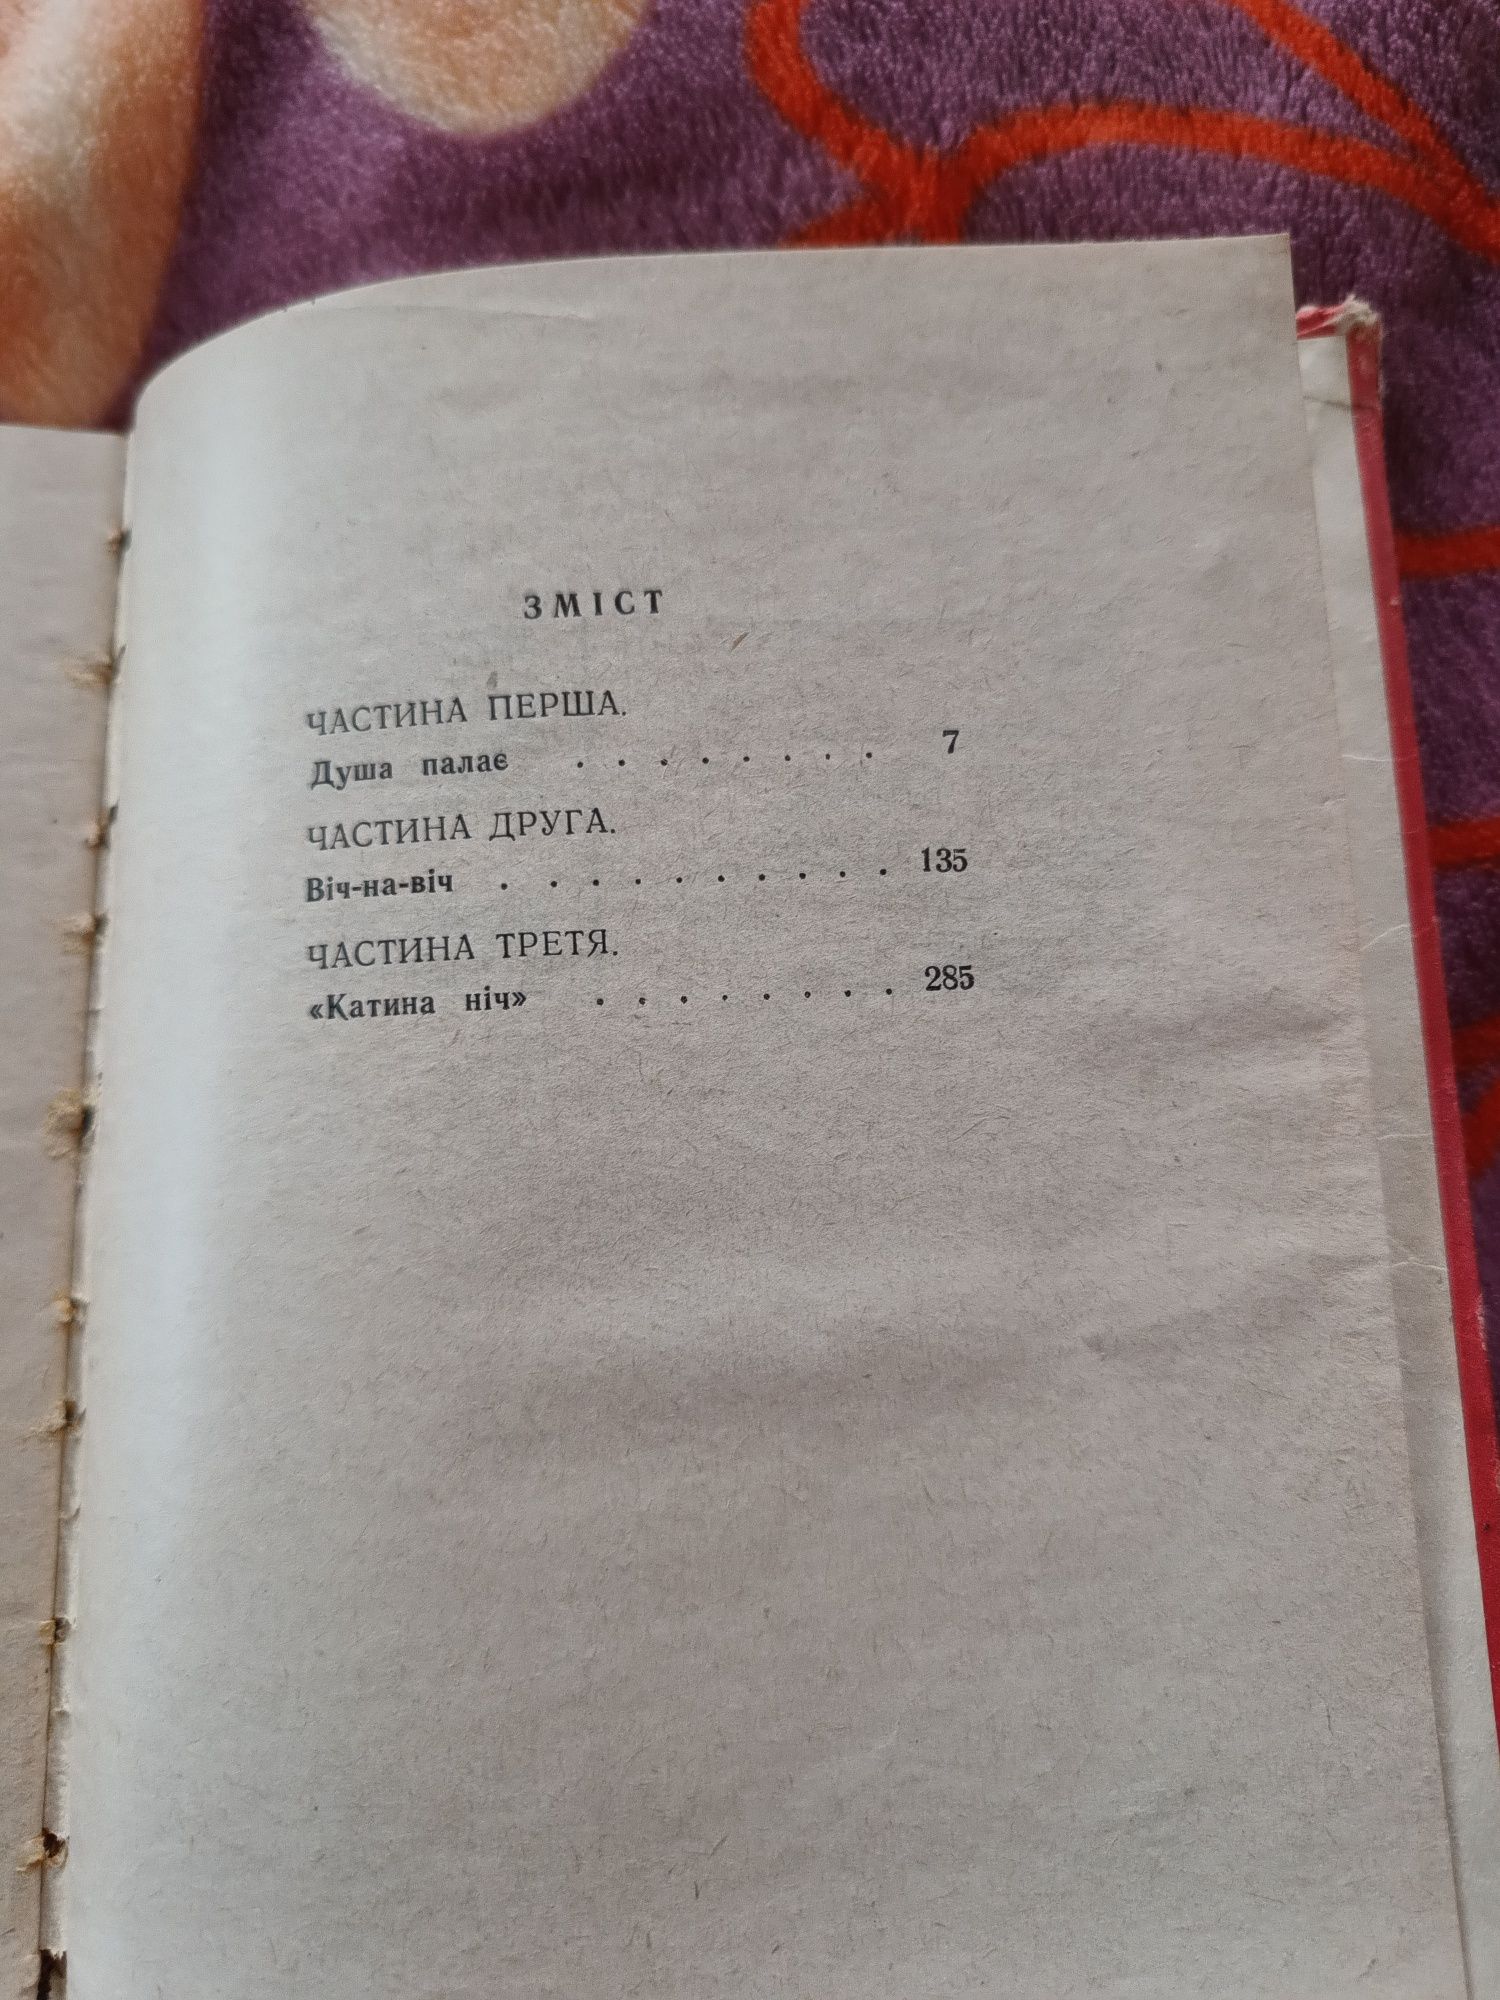 ЗМІСТ
ЧАСТИНА ПЕРША.
Душа палає . . . . . . . . 7
ЧАСТИНА ДРУГА.
Віч-на-віч . . . . . . . . . . 135
ЧАСТИНА ТРЕТЯ.
«Катина ніч» . . . . . . . . 285